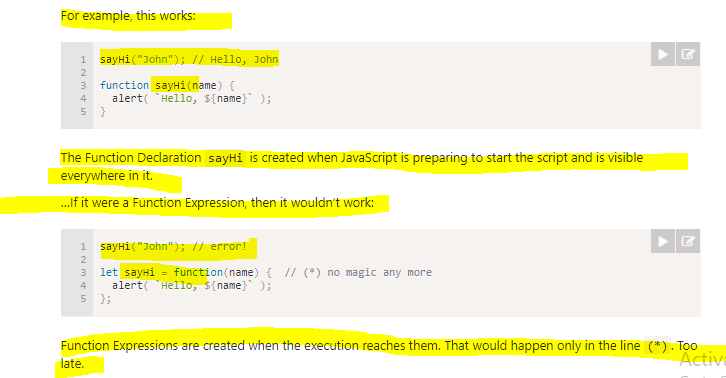 For example, this works:
1 sayHi("John"); // Hello, John
2
3 function sayHi(name) {
4   alert( `Hello, ${name}` );
5 }
The Function Declaration sayHi is created when JavaScript is preparing to start the script and is visible
everywhere in it.
…If it were a Function Expression, then it wouldn't work:
1 sayHi("John"); // error!
2
3 let sayHi = function(name) {  // (*) no magic any more
4   alert( `Hello, ${name}` );
5 };
Function Expressions are created when the execution reaches them. That would happen only in the line (*). Too
late.